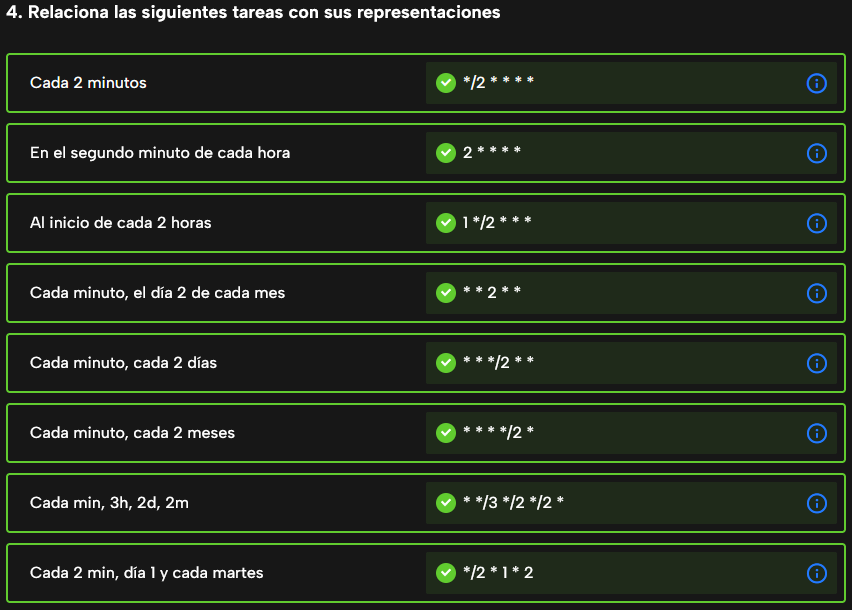 4. Relaciona las siguientes tareas con sus representaciones
Cada 2 minutos
*/2 * * * *
En el segundo minuto de cada hora
2 * * * *
Al inicio de cada 2 horas
1 */2 * * *
Cada minuto, el día 2 de cada mes
* * 2 * *
Cada minuto, cada 2 días
* * */2 * *
Cada minuto, cada 2 meses
* * * */2 *
Cada min, 3h, 2d, 2m
* */3 */2 */2 *
Cada 2 min, día 1 y cada martes
*/2 * 1 * 2